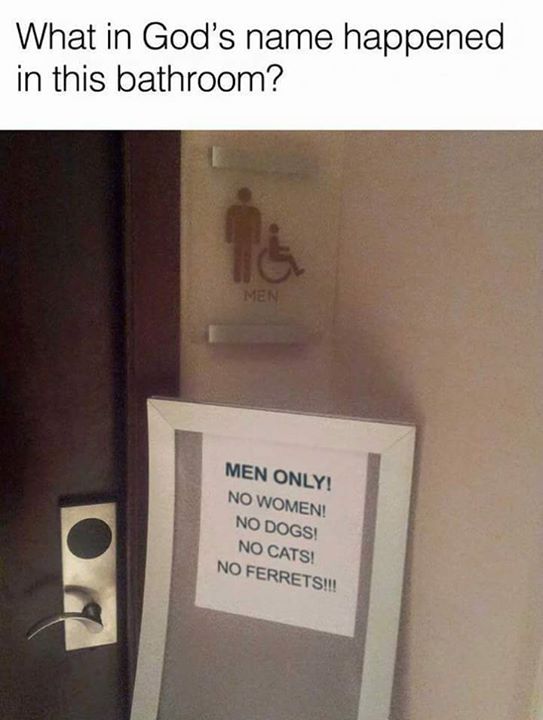 What in God’s name happened
in this bathroom?
MEN
MEN ONLY!
NO WOMEN!
NO DOGS!
NO CATS!
NO FERRETS!!!